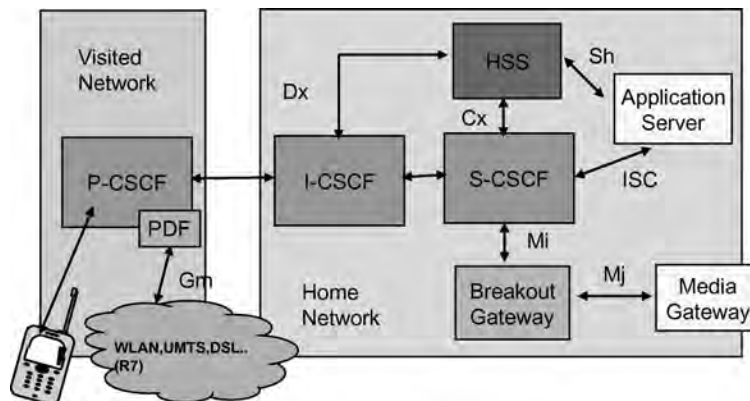 Visited
Network
HSS
Sh
Dx
Application
Server
Cx
P-CSCF
I-CSCF
S-CSCF
ISC
PDF
Mi
Gm
Home
Network
Breakout
Gateway
Mj
Media
Gateway
WLAN,UMTS,DSL..
(R7)